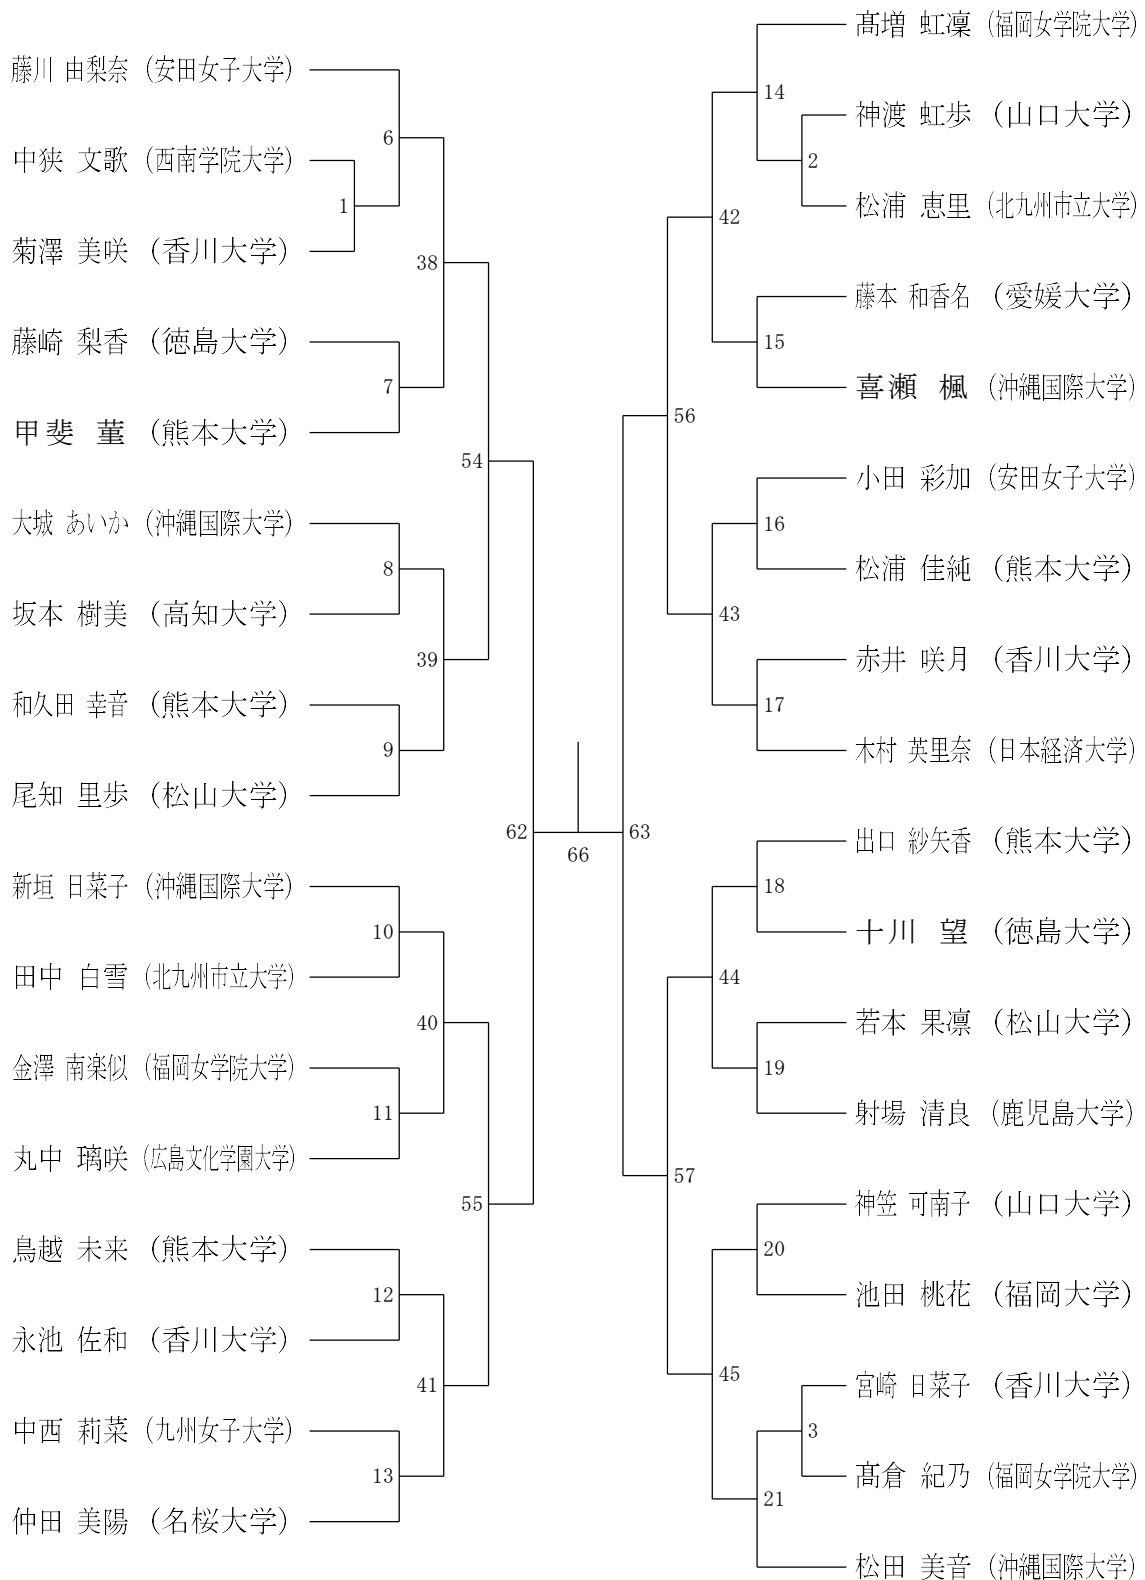 藤川 由梨奈 (安田女子大学)
6
中狭 文歌 (西南学院大学)
1
菊澤 美咲 (香川大学)
38
藤崎 梨香 (徳島大学)
7
甲斐 菫 (熊本大学)
54
大城 あいか (沖縄国際大学)
8
坂本 樹美 (高知大学)
39
和久田 幸音 (熊本大学)
9
尾知 里歩 (松山大学)
62
新垣 日菜子 (沖縄国際大学)
10
田中 白雪 (北九州市立大学)
40
金澤 南楽似 (福岡女学院大学)
11
丸中 璃咲 (広島文化学園大学)
55
鳥越 未来 (熊本大学)
12
永池 佐和 (香川大学)
41
中西 莉菜 (九州女子大学)
13
仲田 美陽 (名桜大学)
66
髙増 虹凜 (福岡女学院大学)
14
神渡 虹歩 (山口大学)
2
松浦 恵里 (北九州市立大学)
42
藤本 和香名 (愛媛大学)
15
喜瀬 楓 (沖縄国際大学)
56
小田 彩加 (安田女子大学)
16
松浦 佳純 (熊本大学)
43
赤井 咲月 (香川大学)
17
木村 英里奈 (日本経済大学)
63
出口 紗矢香 (熊本大学)
18
十川 望 (徳島大学)
44
若本 果凛 (松山大学)
19
射場 清良 (鹿児島大学)
57
神笠 可南子 (山口大学)
20
池田 桃花 (福岡大学)
45
宮崎 日菜子 (香川大学)
3
髙倉 紀乃 (福岡女学院大学)
21
松田 美音 (沖縄国際大学)